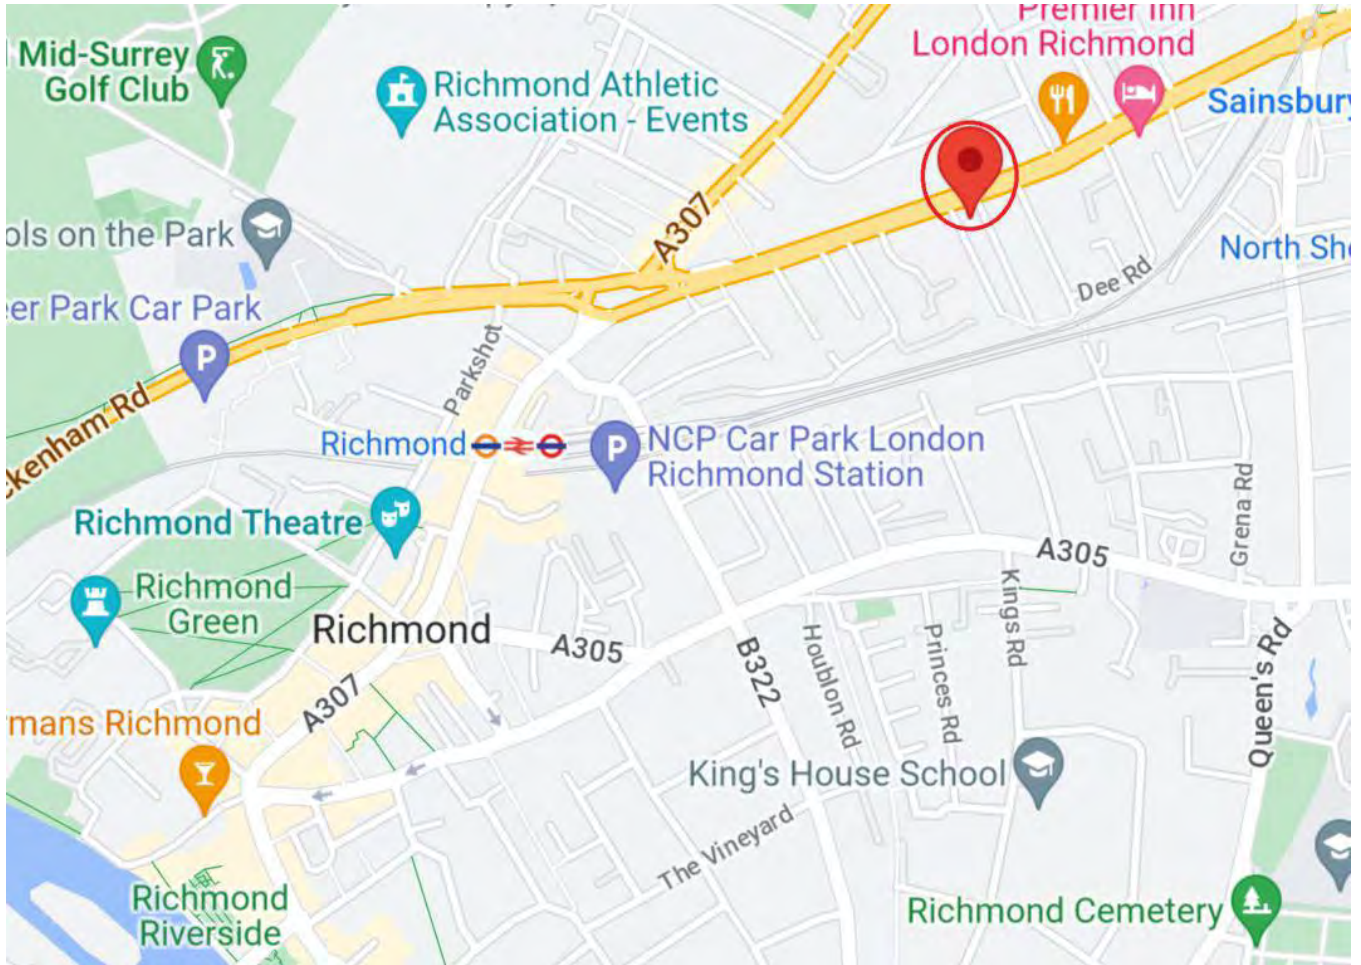 Mid-Surrey
Golf Club
Richmond Athletic
Association - Events
Premier Inn
London Richmond
Sainsbury
ols on the Park
A307
North She
Dee Rd
eer Park Car Park
P
Parkshot
ckenham Rd
Richmond
P
NCP Car Park London
Richmond Station
Richmond Theatre
Grena Rd
A305
Richmond
Green
Richmond
A305
Kings Rd
B322
Houblon Rd
Princes Rd
Queen's Rd
A307
rmans Richmond
King's House School
The Vineyard
Richmond
Riverside
Richmond Cemetery